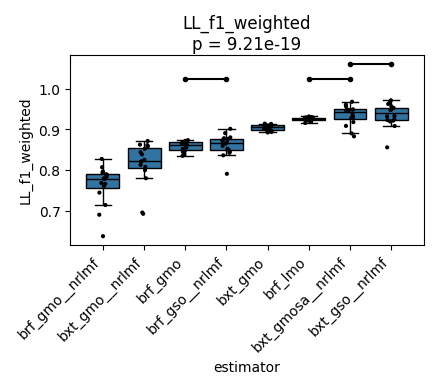 LL_f1_weighted
p = 9.21e-19
LL_f1_weighted
1.0
0.9
0.8
0.7
brf_gmo__nrlmf
bxt_gmo__nrlmf
brf_gmo
brf_gso__nrlmf
bxt_gmo
brf_lmo
bxt_gmosa__nrlmf
bxt_gso__nrlmf
estimator